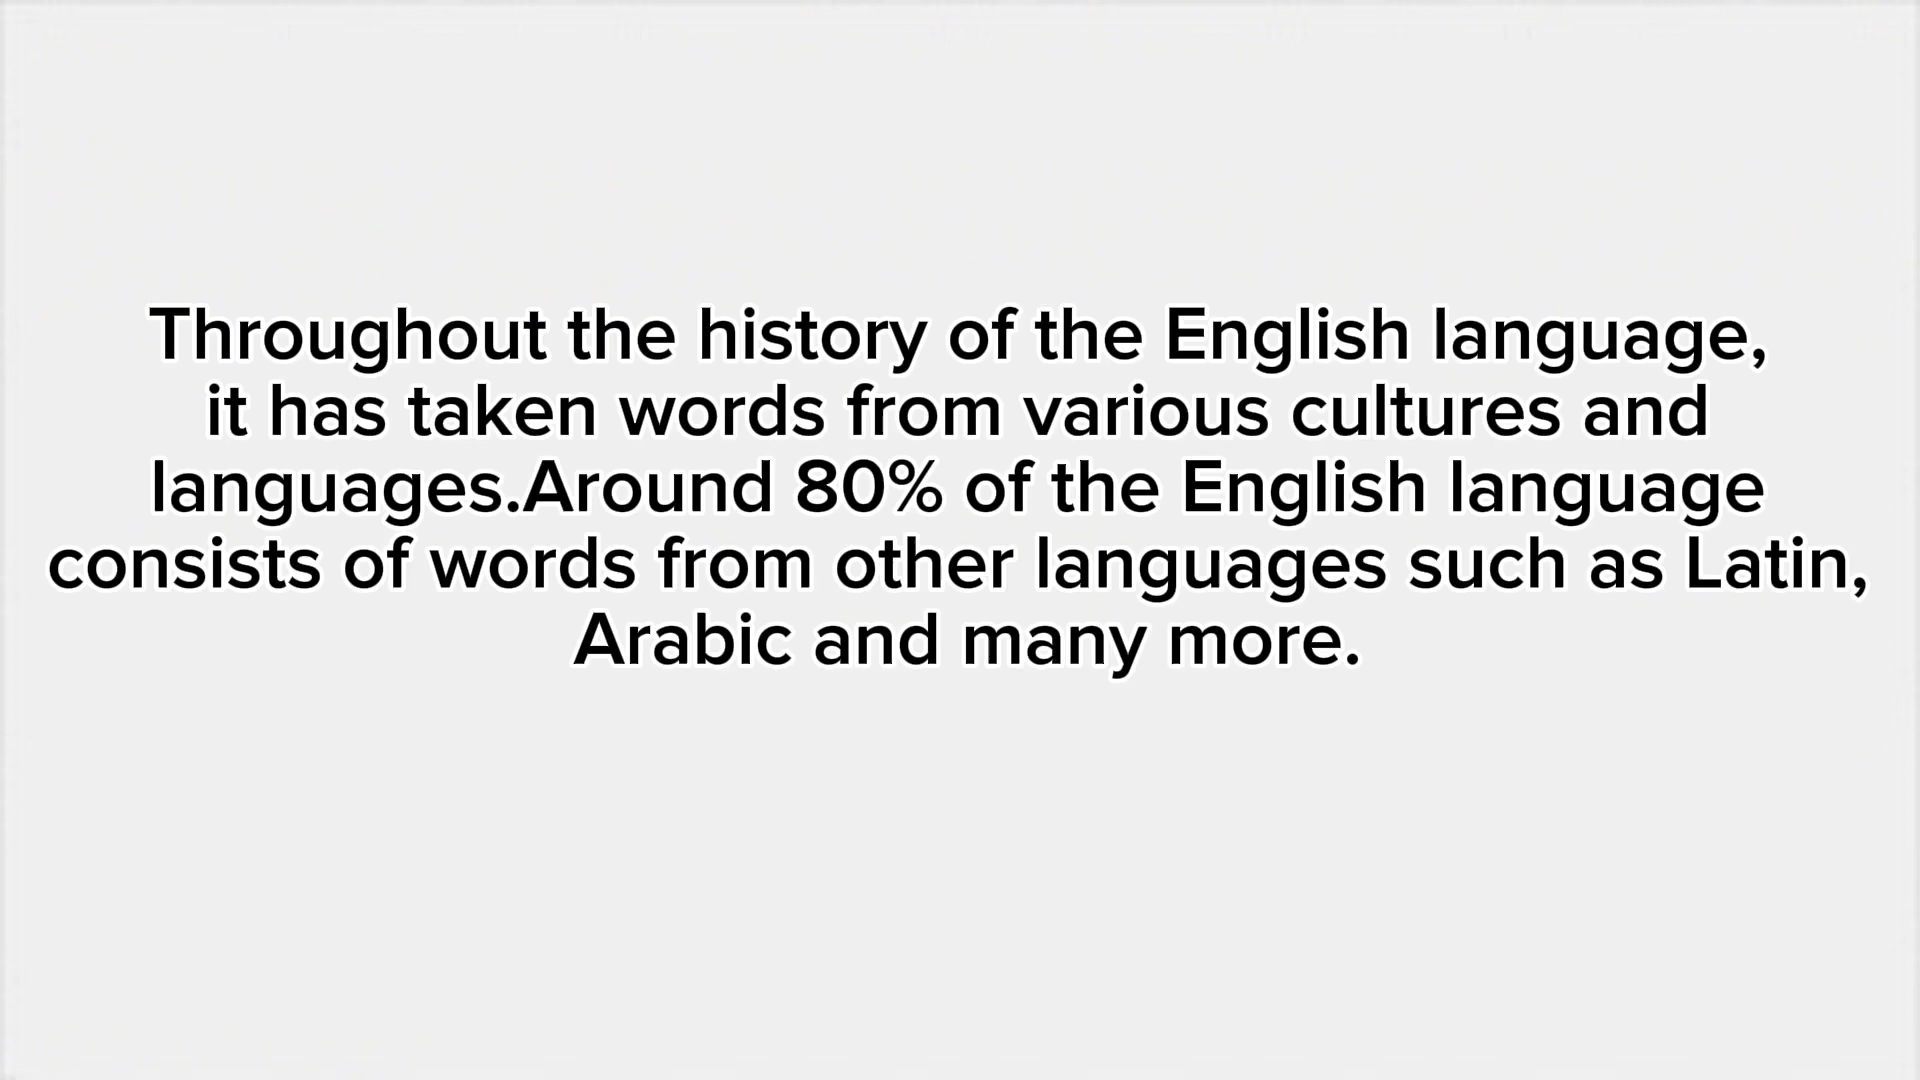 Throughout the history of the English language,
it has taken words from various cultures and
languages.Around 80% of the English language
consists of words from other languages such as Latin,
Arabic and many more.